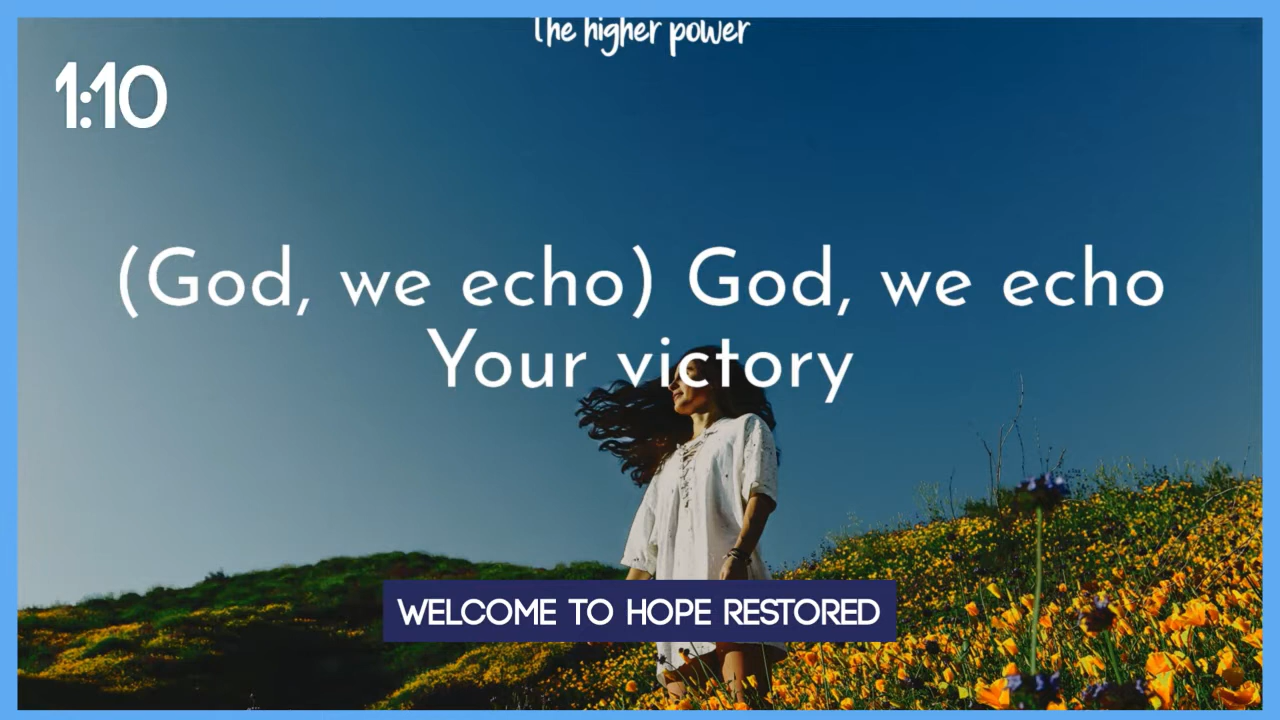 The higher power
1:10
(God, we echo) God, we echo
Your victory
WELCOME TO HOPE RESTORED